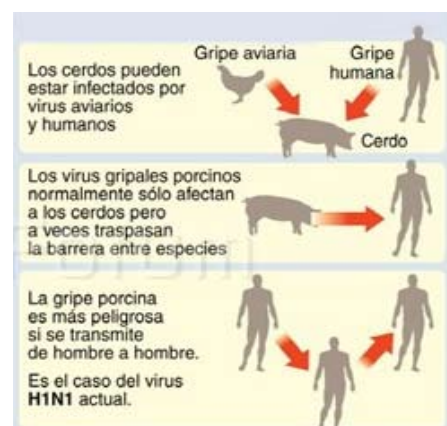 Los cerdos pueden
estar infectados por
virus aviarios
y humanos
Gripe aviaria
Gripe
humana
Cerdo
Los virus gripales porcinos
normalmente sólo afectan
a los cerdos pero
a veces traspasan
la barrera entre especies
La gripe porcina
es más peligrosa
si se transmite
de hombre a hombre.
Es el caso del virus
H1N1 actual.